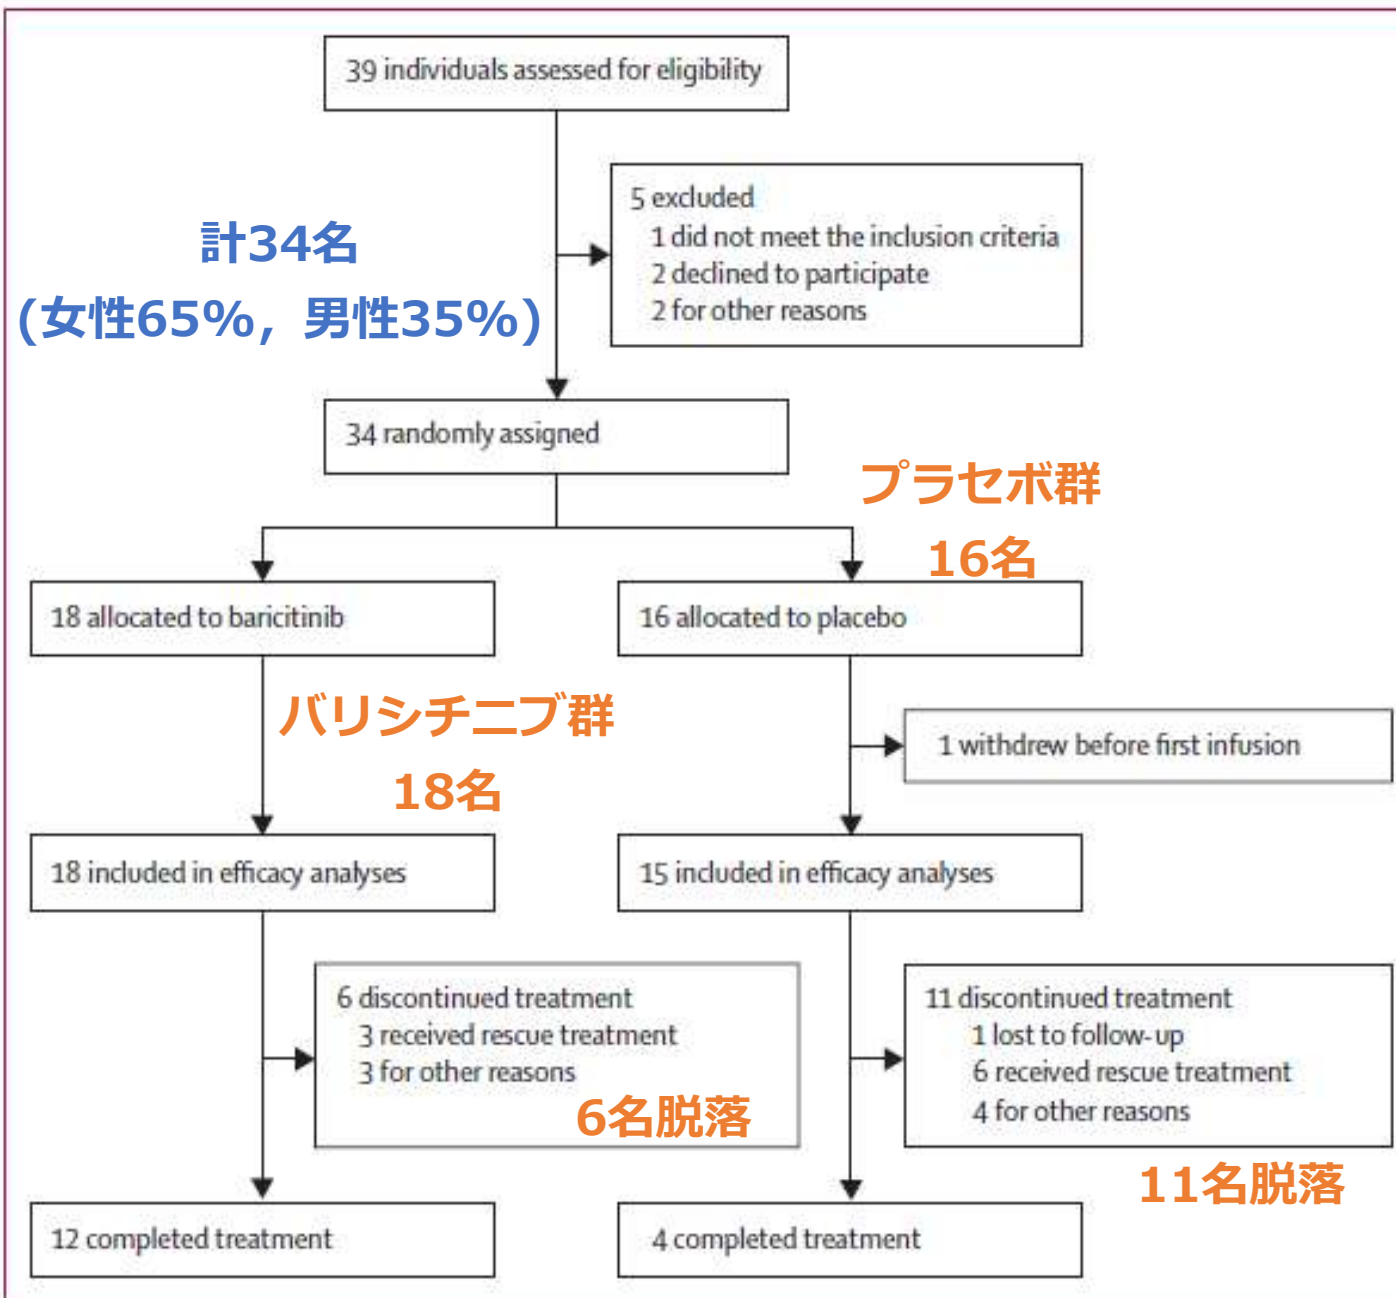 39 individuals assessed for eligibility
5 excluded
1 did not meet the inclusion criteria
2 declined to participate
2 for other reasons
計34名
(女性65%, 男性35%)
34 randomly assigned
プラセボ群
16名
18 allocated to baricitinib
16 allocated to placebo
バリシチニブ群
18名
1 withdrew before first infusion
18 included in efficacy analyses
15 included in efficacy analyses
6 discontinued treatment
3 received rescue treatment
3 for other reasons
6名脱落
11 discontinued treatment
1 lost to follow-up
6 received rescue treatment
4 for other reasons
11名脱落
12 completed treatment
4 completed treatment